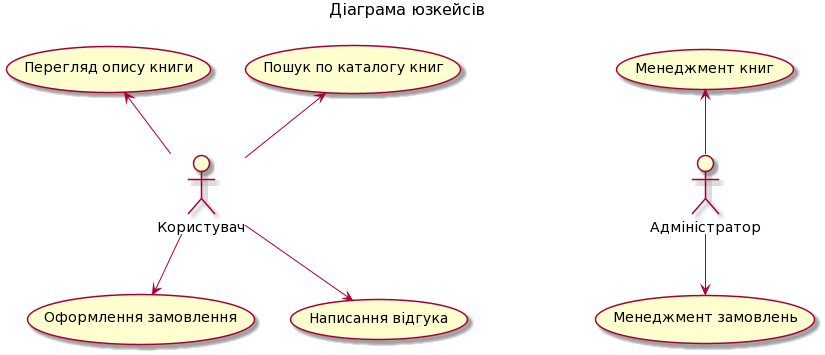 Діаграма юзкейсів
Перегляд опису книги
Пошук по каталогу книг
Менеджмент книг
Користувач
Адміністратор
Оформлення замовлення
Написання відгука
Менеджмент замовлень